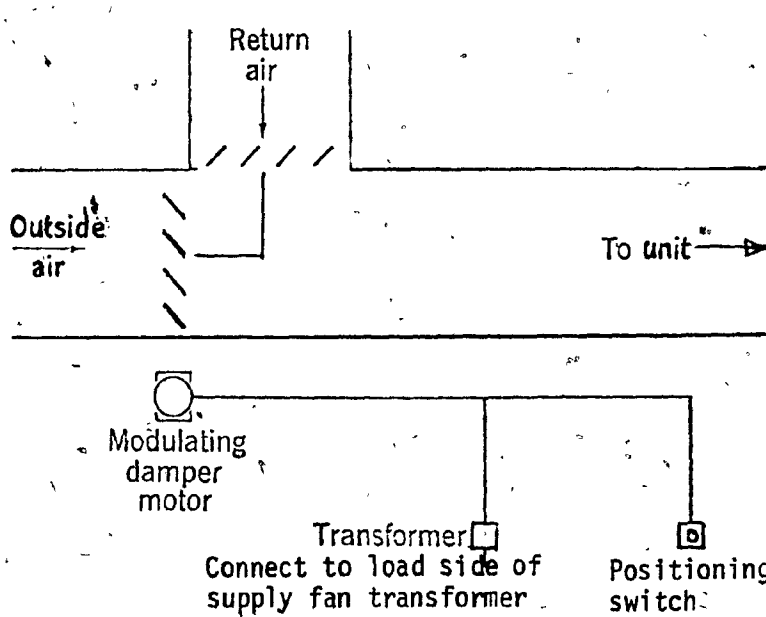 Return
air
Outside
air
To unit
Modulating
damper
motor
Transformer
Connect to load side of
supply fan transformer
Positioning
switch